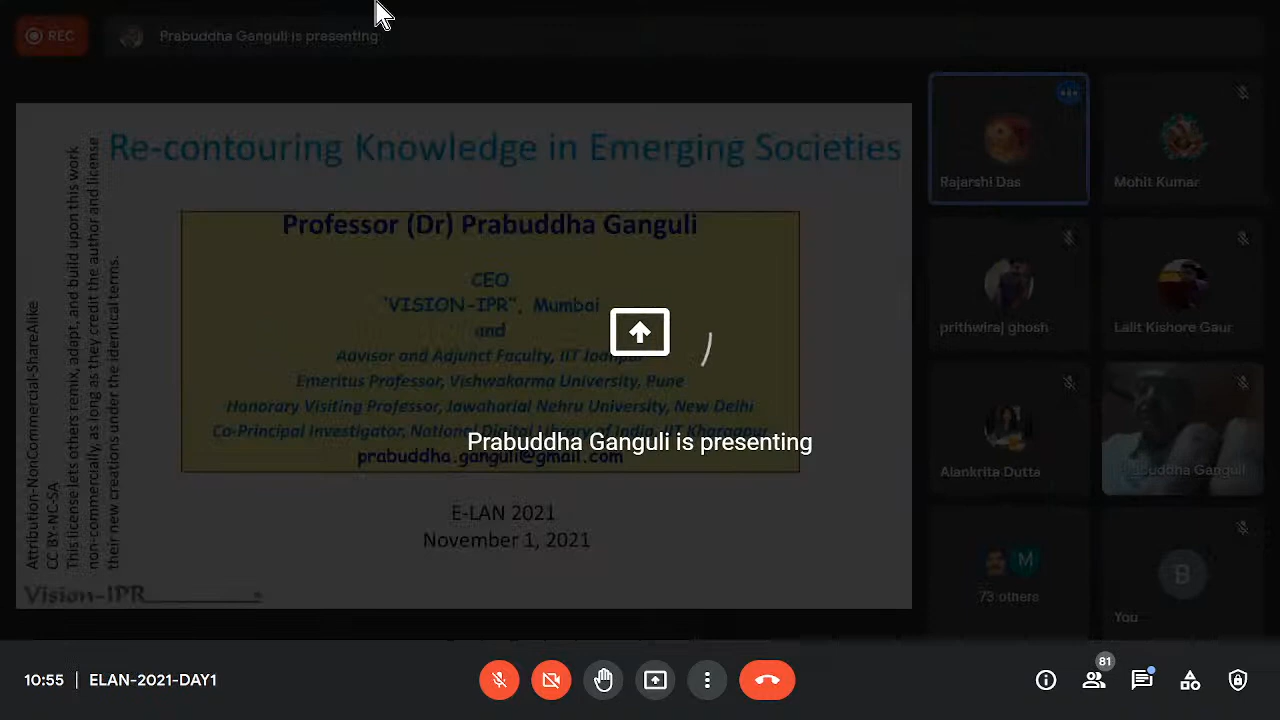 REC
Prabuddha Ganguli is presenting
Re-contouring Knowledge in Emerging Societies
Professor (Dr) Prabuddha Ganguli
CEO
"VISION-IPR", Mumbai
and
Advisor and Adjunct Faculty, IIT Jodhpur
Emeritus Professor, Vishwakarma University, Pune
Honorary Visiting Professor, Jawaharlal Nehru University, New Delhi
Co-Principal Investigator, National Digital Library of India, IIT Kharagpur
prabuddha.ganguli@gmail.com
Prabuddha Ganguli is presenting
E-LAN 2021
November 1, 2021
Attribution-NonCommercial-ShareAlike
CC BY-NC-SA
This license lets others remix, adapt, and build upon this work
non-commercially, as long as they credit the author and license
their new creations under the identical terms.
Vision-IPR
Rajarshi Das
Mohit Kumar
prithwiraj ghosh
Lalit Kishore Gaur
Alankrita Dutta
Prabuddha Ganguli
M
73 others
B
You
10:55 | ELAN-2021-DAY1
81